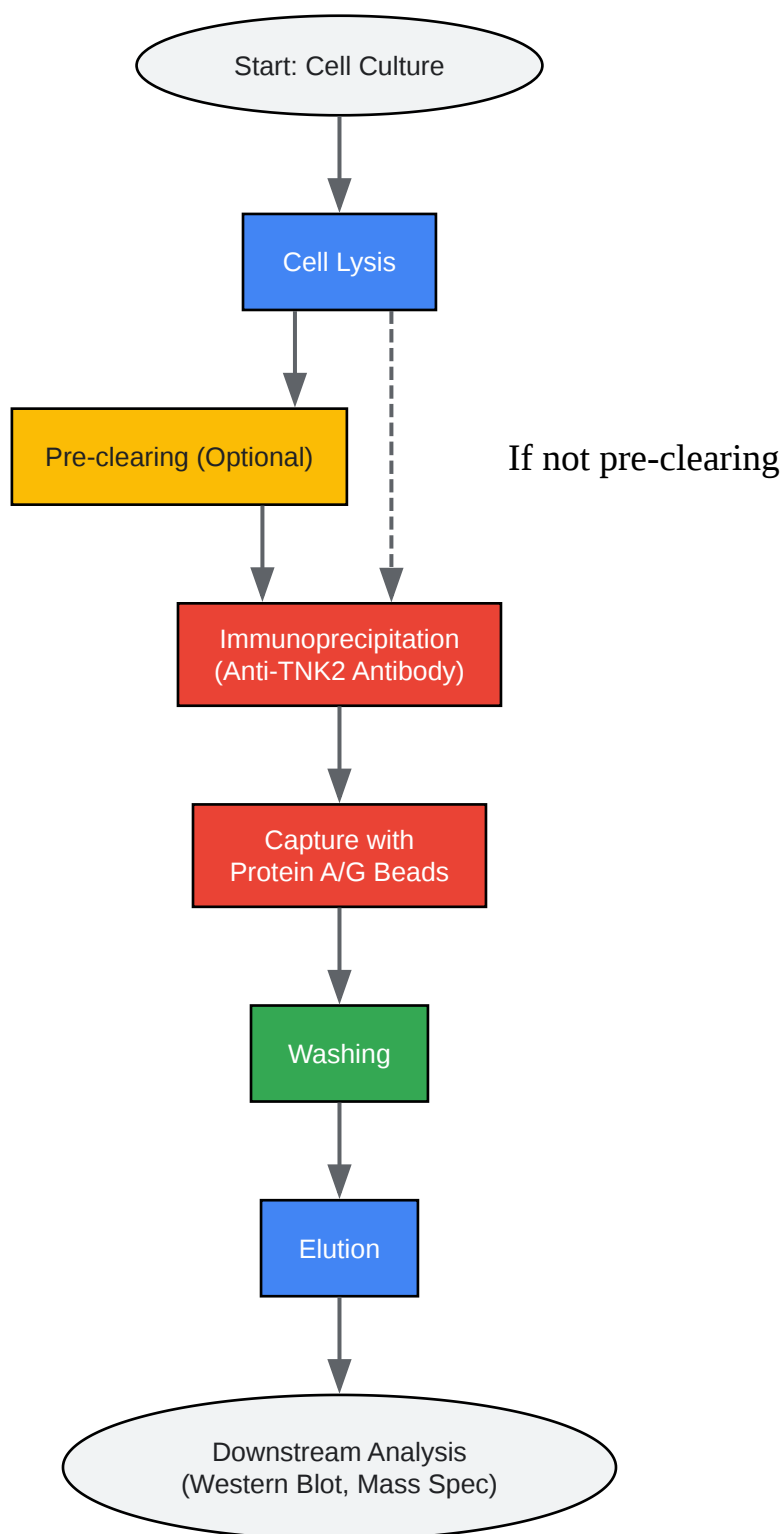 Start: Cell Culture
Cell Lysis
Pre-clearing (Optional)
If not pre-clearing
Immunoprecipitation
(Anti-TNK2 Antibody)
Capture with
Protein A/G Beads
Washing
Elution
Downstream Analysis
(Western Blot, Mass Spec)